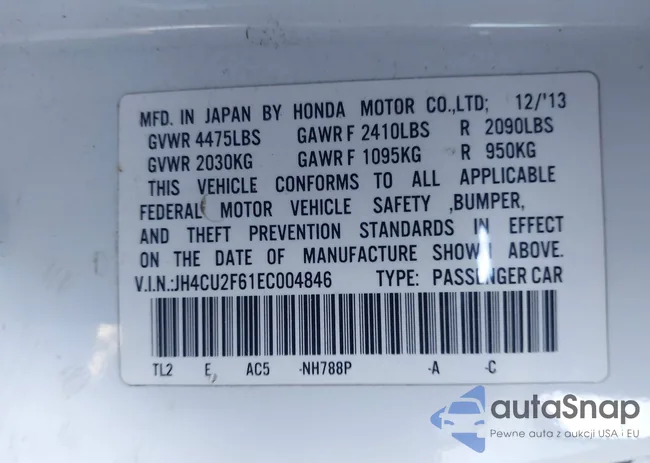 MFD. IN JAPAN BY HONDA MOTOR CO.,LTD; 12/'13
GVWR 4475LBS GAWR F 2410LBS R 2090LBS
GVWR 2030KG GAWR F 1095KG R 950KG
THIS VEHICLE CONFORMS TO ALL APPLICABLE
FEDERAL MOTOR VEHICLE SAFETY ,BUMPER,
AND THEFT PREVENTION STANDARDS IN EFFECT
ON THE DATE OF MANUFACTURE SHOWN ABOVE.
V.I.N.:JH4CU2F61EC004846 TYPE: PASSENGER CAR
TL2 E AC5 -NH788P -A -C
autoSnap
Pewne auta z aukcji USA i EU